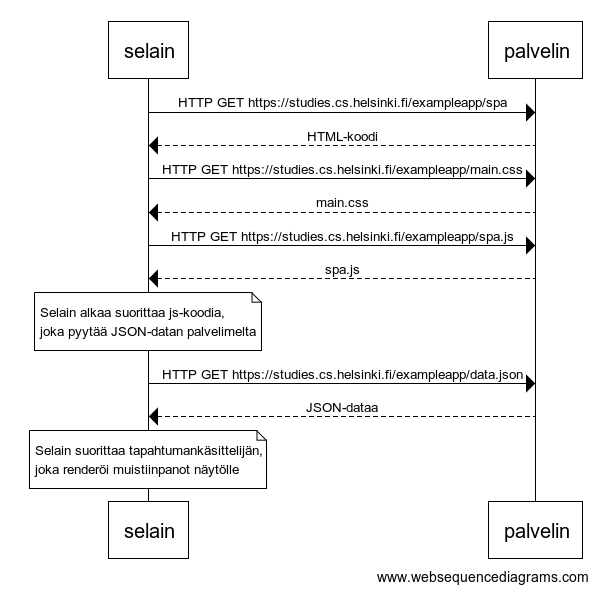 selain
palvelin
HTTP GET https://studies.cs.helsinki.fi/exampleapp/spa
HTML-koodi
HTTP GET https://studies.cs.helsinki.fi/exampleapp/main.css
main.css
HTTP GET https://studies.cs.helsinki.fi/exampleapp/spa.js
spa.js
Selain alkaa suorittaa js-koodia,
joka pyytää JSON-datan palvelimelta
HTTP GET https://studies.cs.helsinki.fi/exampleapp/data.json
JSON-dataa
Selain suorittaa tapahtumankäsittelijän,
joka renderöi muistiinpanot näytölle
selain
palvelin
www.websequencediagrams.com